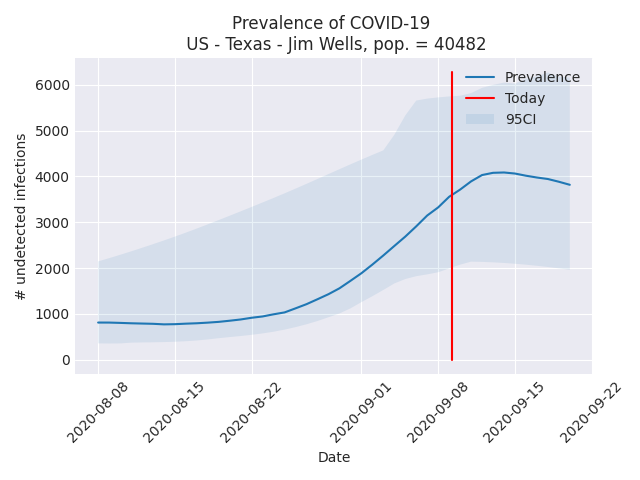 Prevalence of COVID-19
US - Texas - Jim Wells, pop. = 40482
# undetected infections
6000
5000
4000
3000
2000
1000
0
Prevalence
Today
95CI
2020-08-08
2020-08-15
2020-08-22
2020-09-01
2020-09-08
2020-09-15
2020-09-22
Date